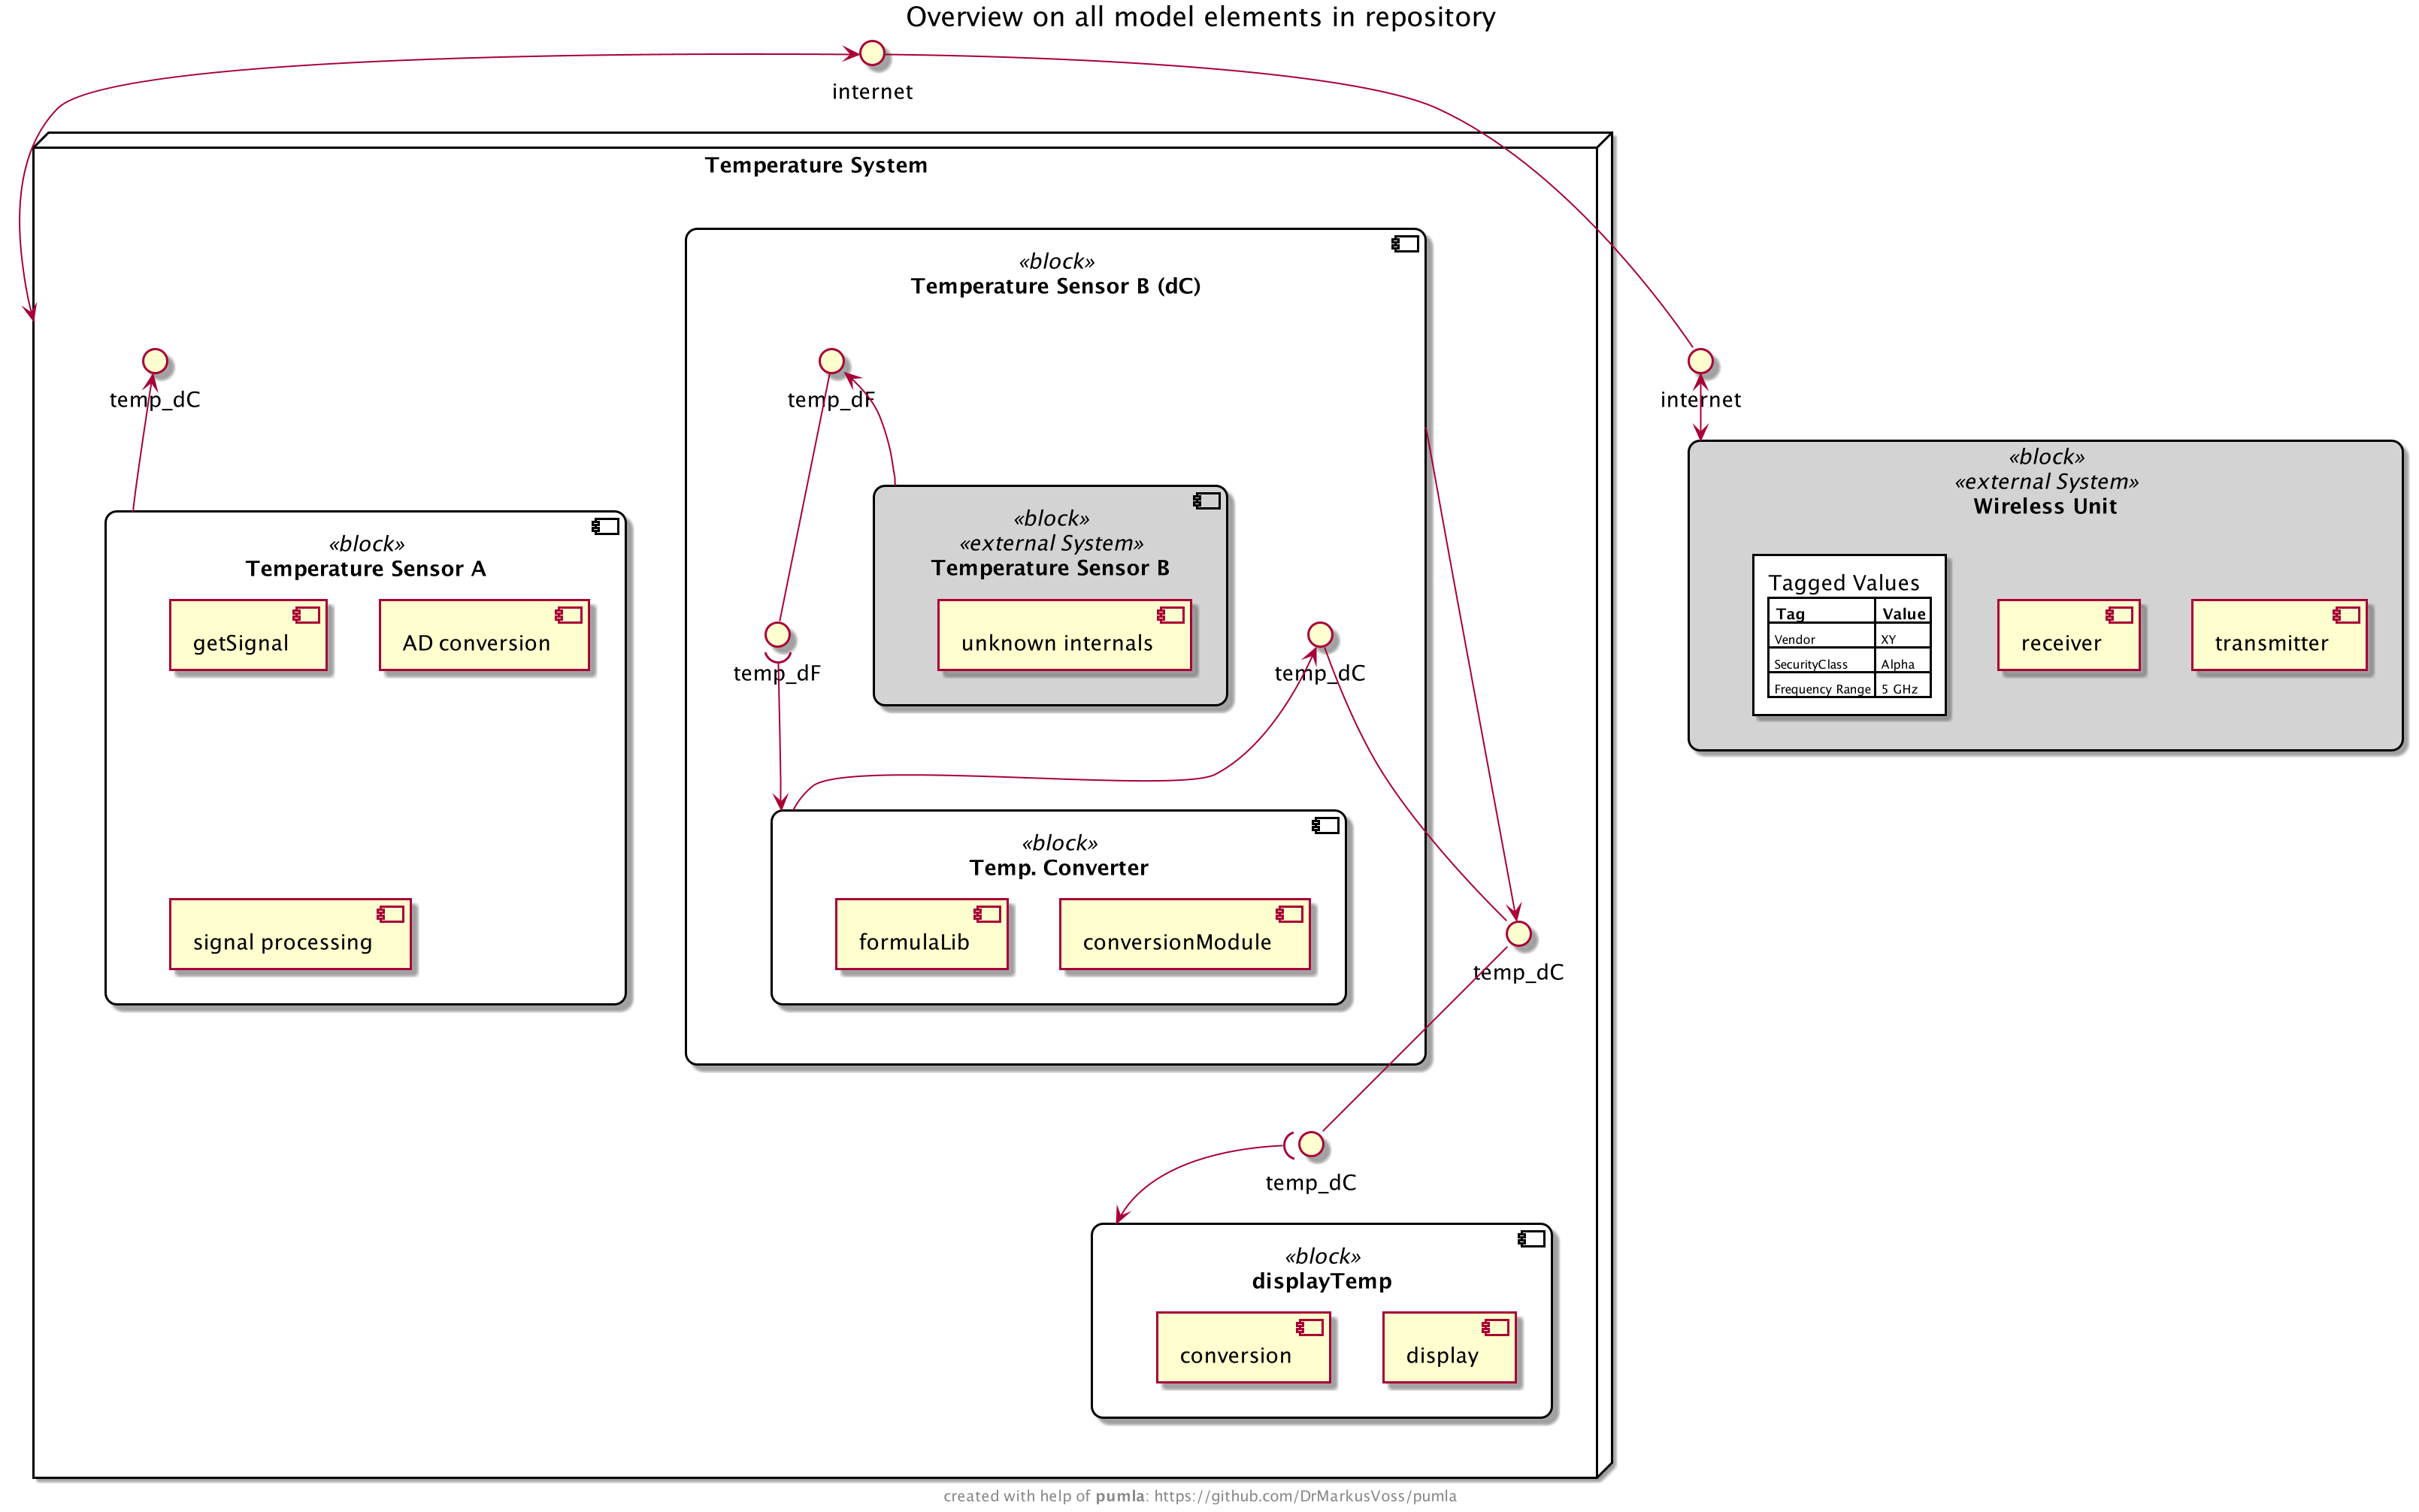 Overview on all model elements in repository
internet
Temperature System
«block»
Temperature Sensor B (dC)
temp_dC
temp_dF
internet
«block»
«external System»
Wireless Unit
«block»
«external System»
Temperature Sensor B
«block»
Temperature Sensor A
Tagged Values
Tag Value
Vendor XY
SecurityClass Alpha
Frequency Range 5 GHz
getSignal
AD conversion
unknown internals
receiver
transmitter
temp_dF
temp_dC
«block»
Temp. Converter
signal processing
formulaLib
conversionModule
temp_dC
temp_dC
«block»
displayTemp
conversion
display
created with help of pumla: https://github.com/DrMarkusVoss/pumla